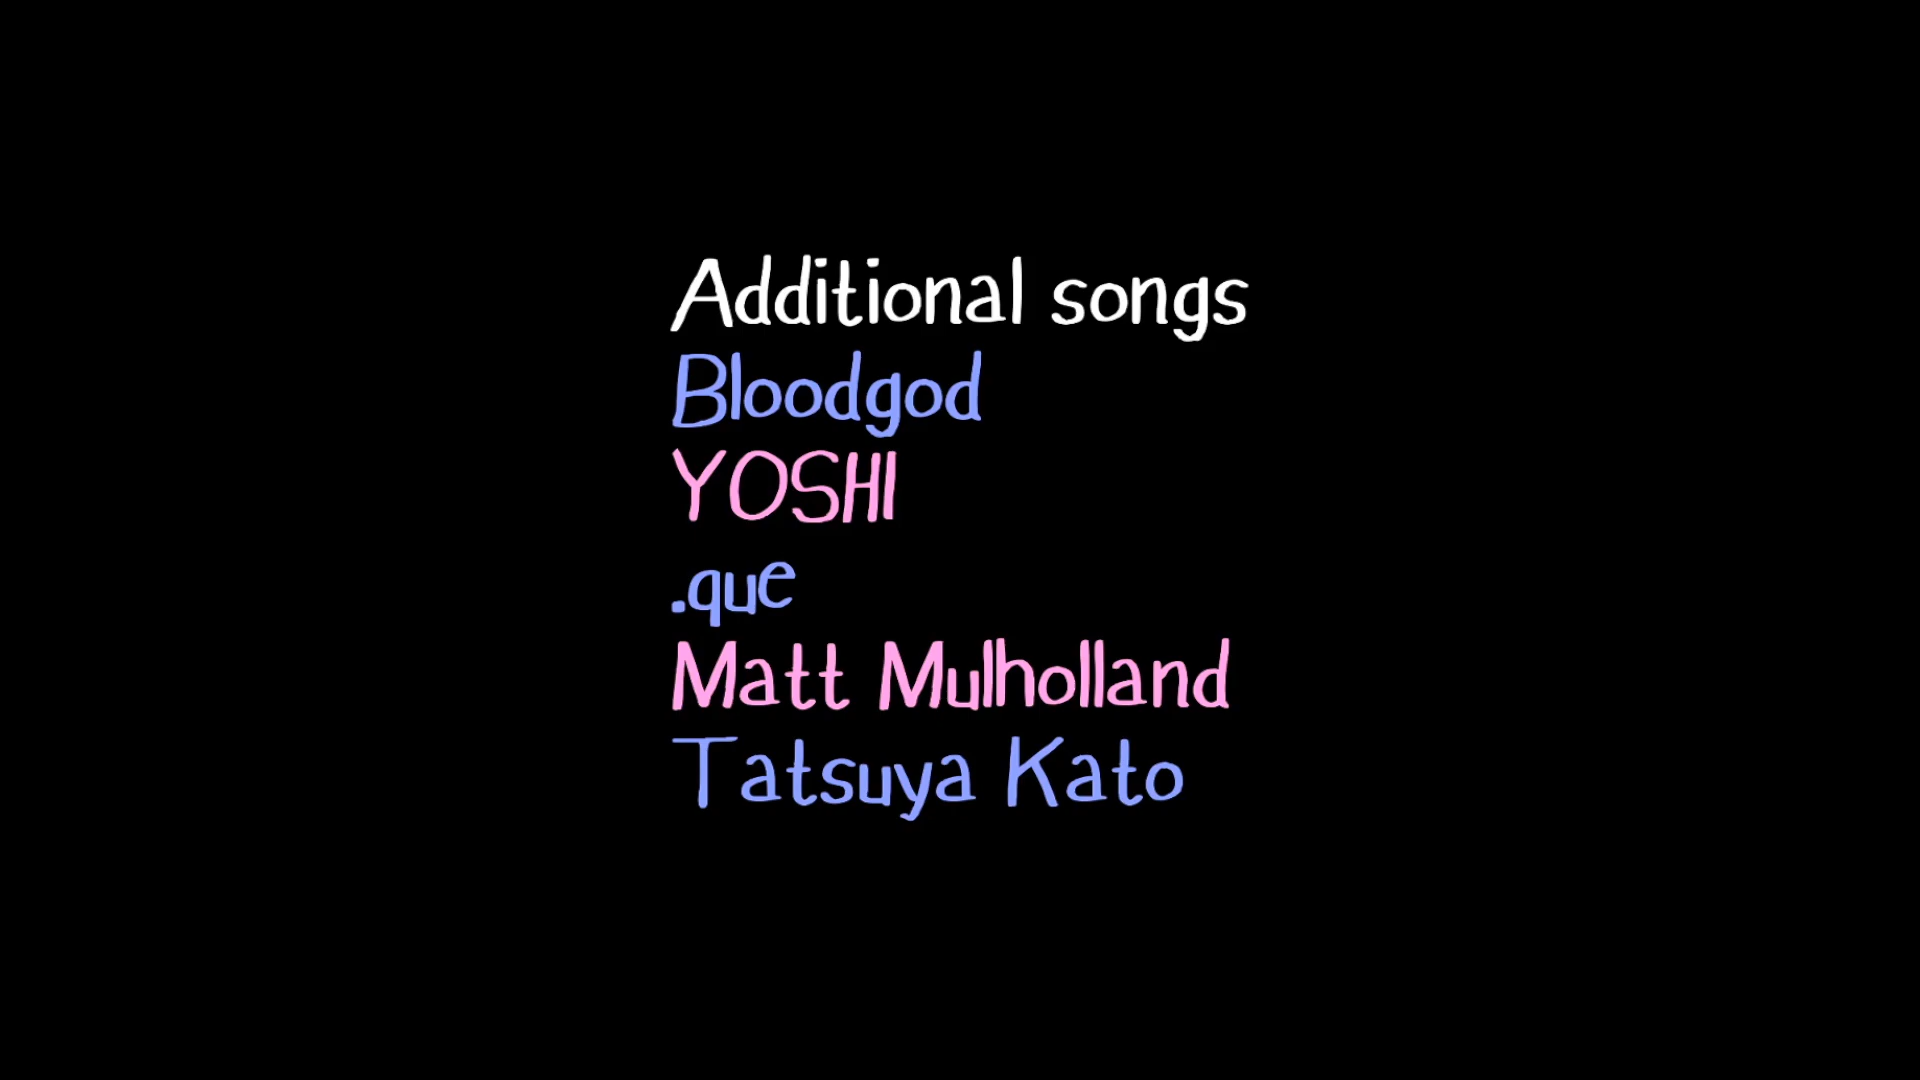 Additional songs
Bloodgod
YOSHI
.que
Matt Mulholland
Tatsuya Kato